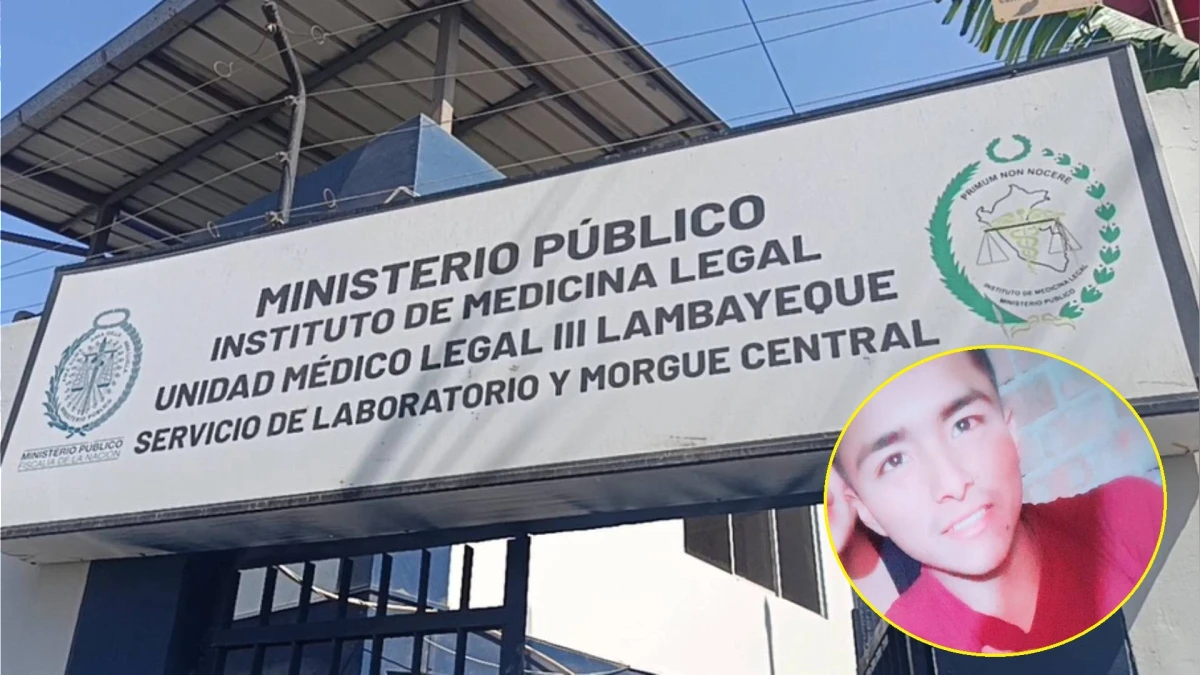 MINISTERIO PÚBLICO
INSTITUTO DE MEDICINA LEGAL
UNIDAD MÉDICO LEGAL III LAMBAYEQUE
SERVICIO DE LABORATORIO Y MORGUE CENTRAL
MINISTERIO PÚBLICO
FISCALIA DE LA NACIÓN
PRIMUM NON NOCERE
INSTITUTO DE MEDICINA LEGAL
MINISTERIO PÚBLICO